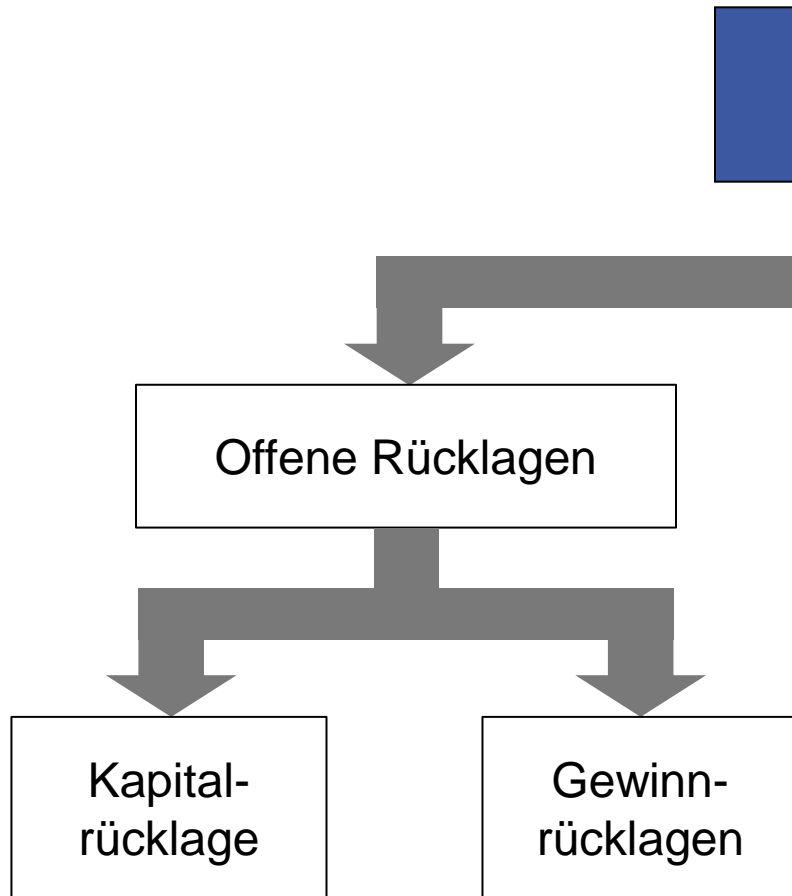 Offene Rücklagen
Kapital-
rücklage
Gewinn-
rücklagen